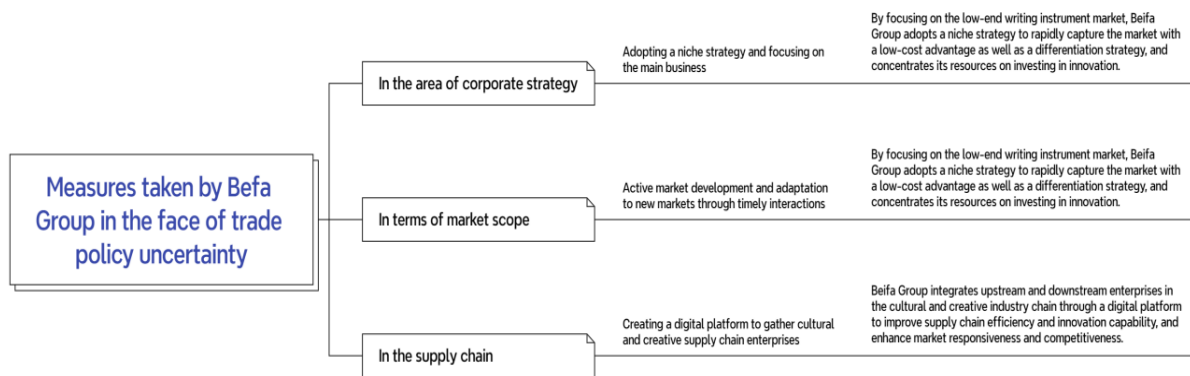 Measures taken by Befa
Group in the face of trade
policy uncertainty
In the area of corporate strategy
Adopting a niche strategy and focusing on
the main business
By focusing on the low-end writing instrument market, Beifa
Group adopts a niche strategy to rapidly capture the market with
a low-cost advantage as well as a differentiation strategy, and
concentrates its resources on investing in innovation.
In terms of market scope
Active market development and adaptation
to new markets through timely interactions
By focusing on the low-end writing instrument market, Beifa
Group adopts a niche strategy to rapidly capture the market with
a low-cost advantage as well as a differentiation strategy, and
concentrates its resources on investing in innovation.
In the supply chain
Creating a digital platform to gather cultural
and creative supply chain enterprises
Beifa Group integrates upstream and downstream enterprises in
the cultural and creative industry chain through a digital platform
to improve supply chain efficiency and innovation capability, and
enhance market responsiveness and competitiveness.